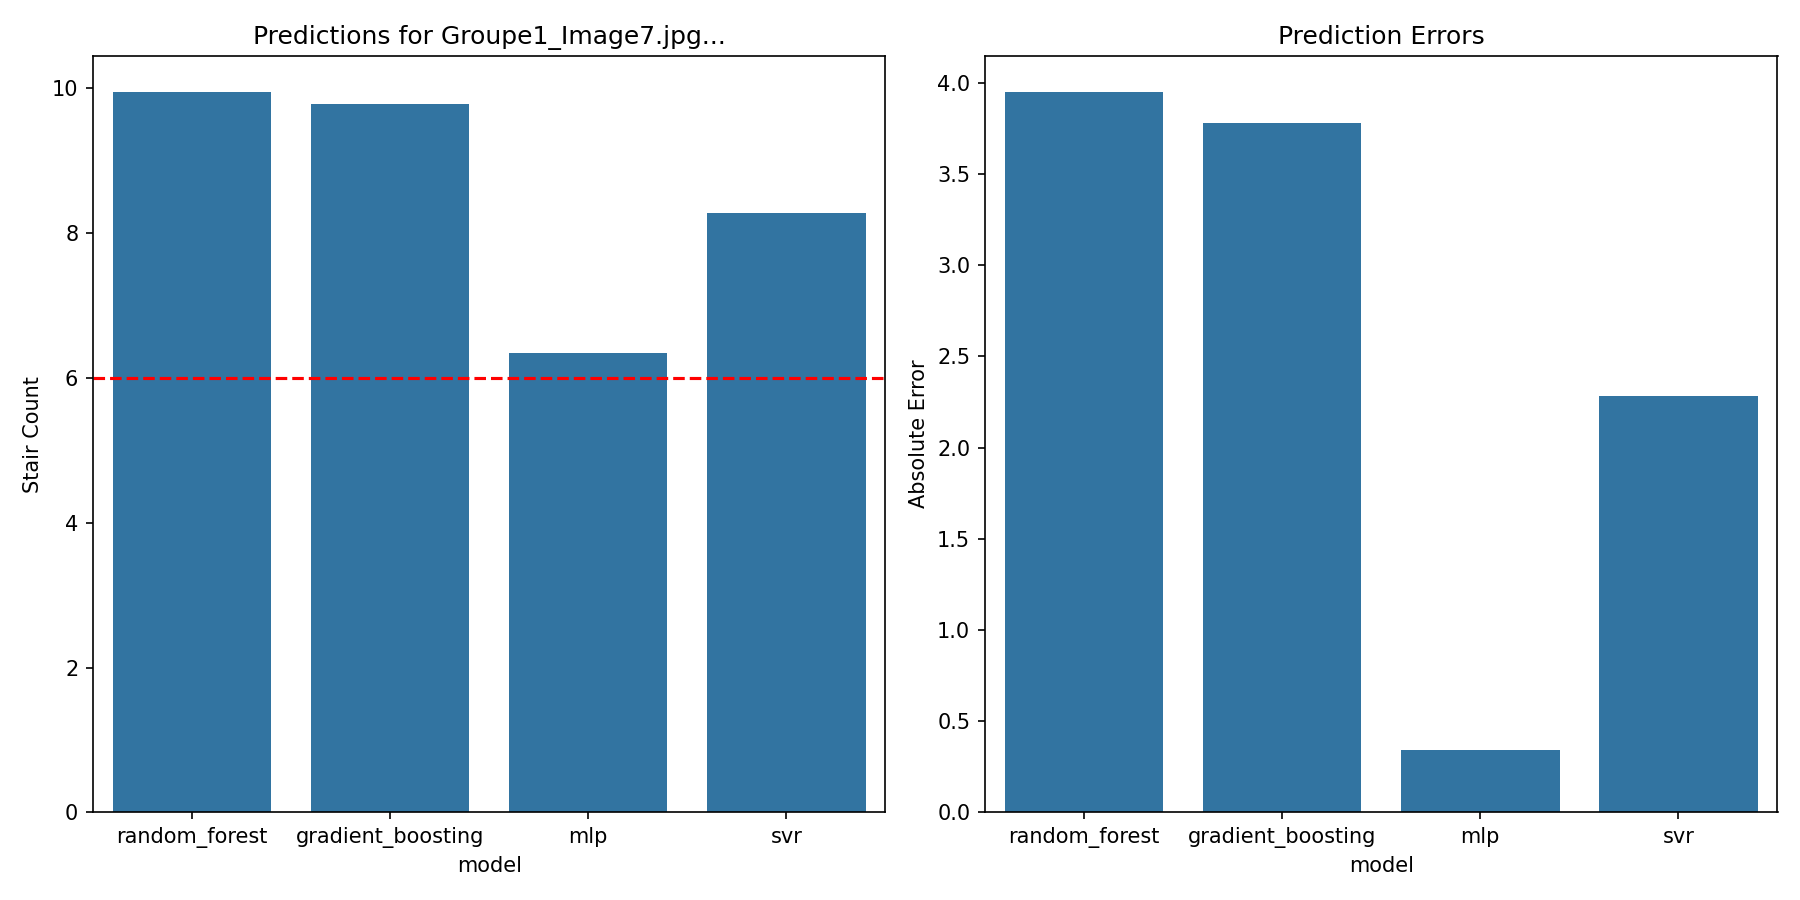 Predictions for Groupe1_Image7.jpg...
Stair Count
10
8
6
4
2
0
random_forest gradient_boosting mlp svr
model
Prediction Errors
Absolute Error
4.0
3.5
3.0
2.5
2.0
1.5
1.0
0.5
0.0
random_forest gradient_boosting mlp svr
model